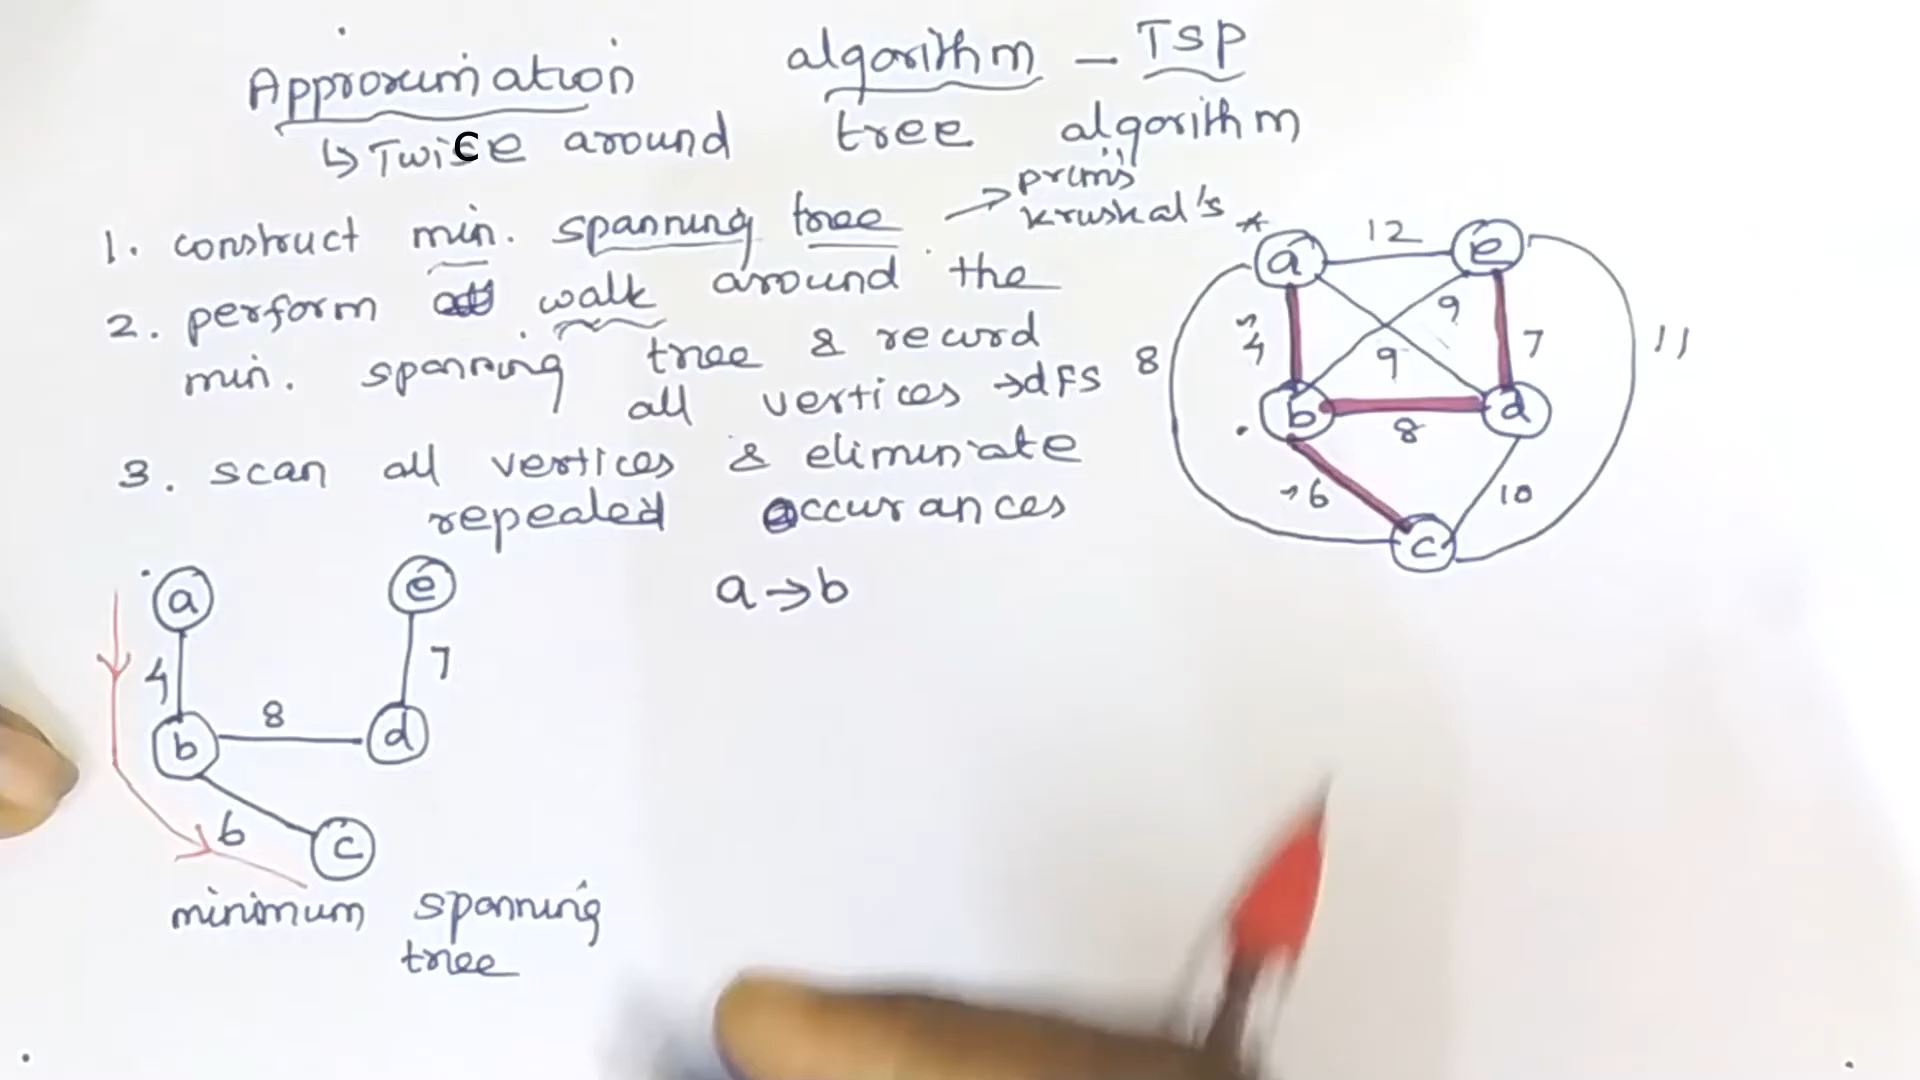 Approximation algorithm - TSP
↳ Twice around tree algorithm
1. construct min. spanning tree → prim's
kruskal's
2. perform walk around the
min. spanning tree & record
all vertices → dFS
3. scan all vertices & eliminate
repeated occurances
a 12 e
4 9 7
8 9 11
b 8 d
6 10
c
a → b
a e
4 7
b 8 d
6 c
minimum spanning
tree